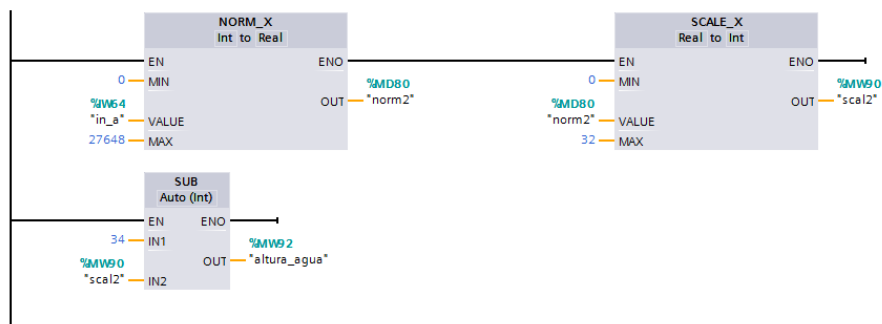 NORM_X
Int to Real
EN
ENO
0
MIN
OUT
%MD80
"norm2"
%IW64
"in_a"
VALUE
27648
MAX
SCALE_X
Real to Int
EN
ENO
0
MIN
OUT
%MW90
"scal2"
%MD80
"norm2"
VALUE
32
MAX
SUB
Auto (Int)
EN
ENO
34
IN1
OUT
%MW92
"altura_agua"
%MW90
"scal2"
IN2